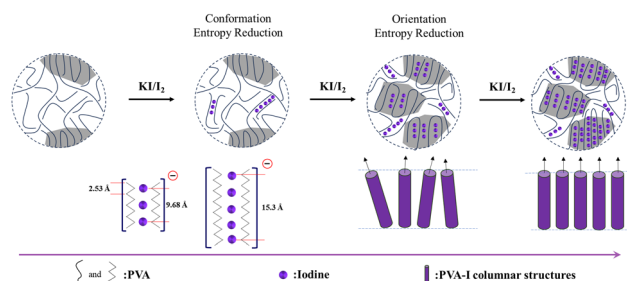 Conformation
Entropy Reduction
Orientation
Entropy Reduction
KI/I2
KI/I2
KI/I2
2.53 Å
9.68 Å
15.3 Å
and :PVA
:Iodine
:PVA-I columnar structures